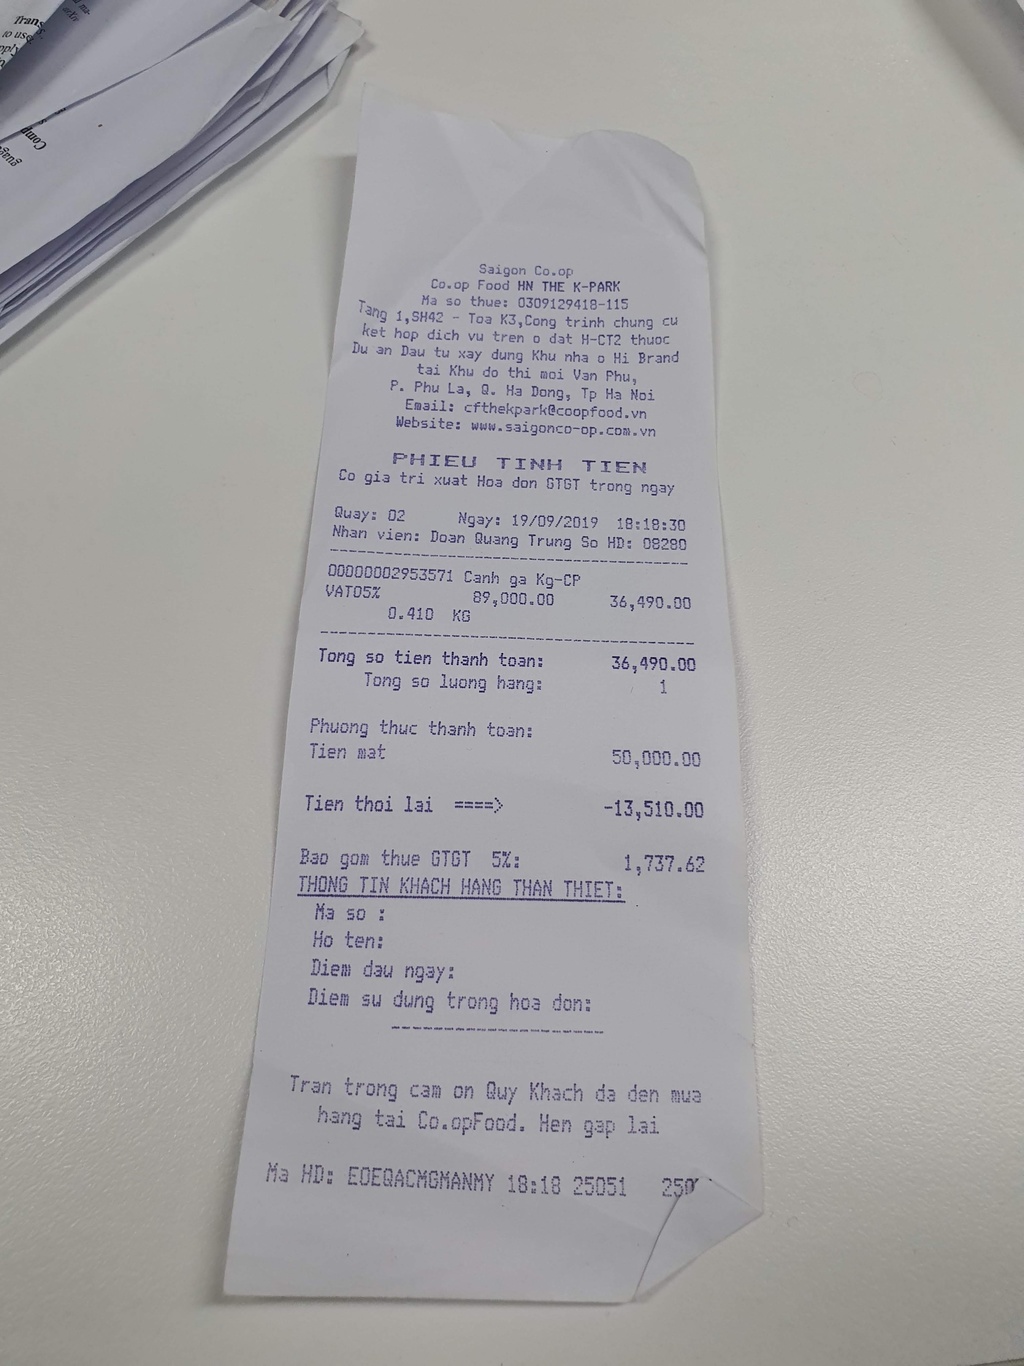 Trans
to use
Comp
Saigon Co.op
Co.op Food HN THE K-PARK
Ma so thue: 0309129418-115
Tang 1,SH42 - Toa K3,Cong trinh chung cu
ket hop dich vu tren o dat H-CT2 thuoc
Du an Dau tu xay dung Khu nha o Hi Brand
tai Khu do thi moi Van Phu,
P. Phu La, Q. Ha Dong, Tp Ha Noi
Email: cfthekpark@coopfood.vn
Website: www.saigonco-op.com.vn
PHIEU TINH TIEN
Co gia tri xuat Hoa don GTGT trong ngay
Quay: 02 Ngay: 19/09/2019 18:18:30
Nhan vien: Doan Quang Trung So HD: 08280
00000002953571 Canh ga Kg-CP
VAT05% 89,000.00 36,490.00
0.410 KG
Tong so tien thanh toan: 36,490.00
Tong so luong hang: 1
Phuong thuc thanh toan:
Tien mat 50,000.00
Tien thoi lai ====> -13,510.00
Bao gom thue GTGT 5%: 1,737.62
THONG TIN KHACH HANG THAN THIET:
Ma so :
Ho ten:
Diem dau ngay:
Diem su dung trong hoa don:
Tran trong cam on Quy Khach da den mua
hang tai Co.opFood. Hen gap lai
Ma HD: EOEQACMGMANMY 18:18 25051